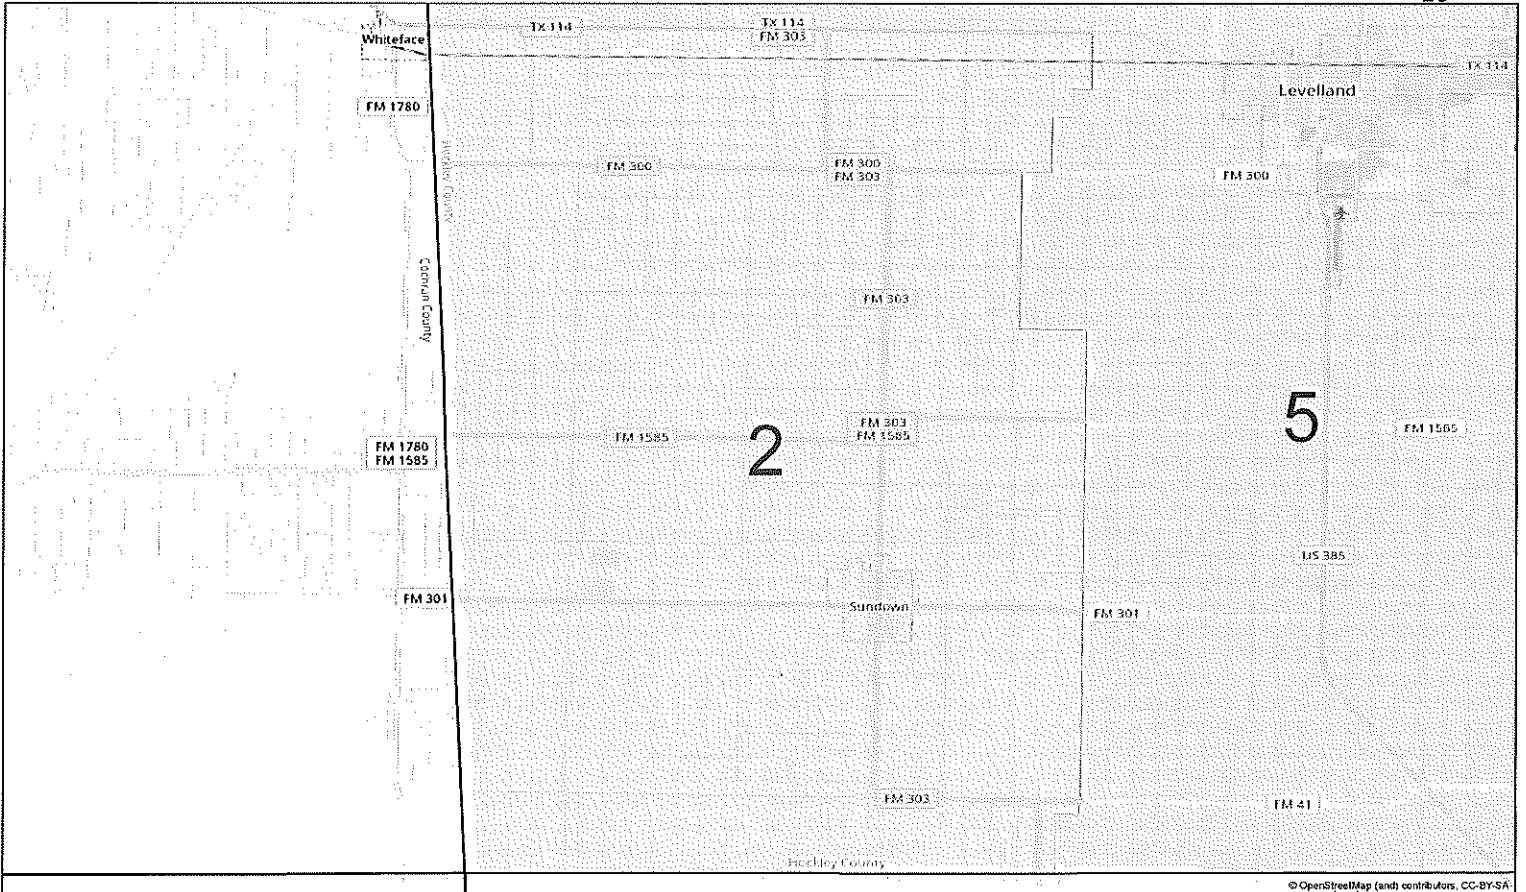 TX 114
TX 114
FM 303
Whiteface
TX 114
Levelland
FM 1780
FM 300
FM 300
FM 303
FM 300
Hockley County
Cochran County
FM 303
2
5
FM 1585
FM 303
FM 1585
FM 1585
FM 1780
FM 1585
US 385
FM 301
Sundown
FM 301
FM 303
FM 41
Hockley County
© OpenStreetMap (and) contributors, CC-BY-SA